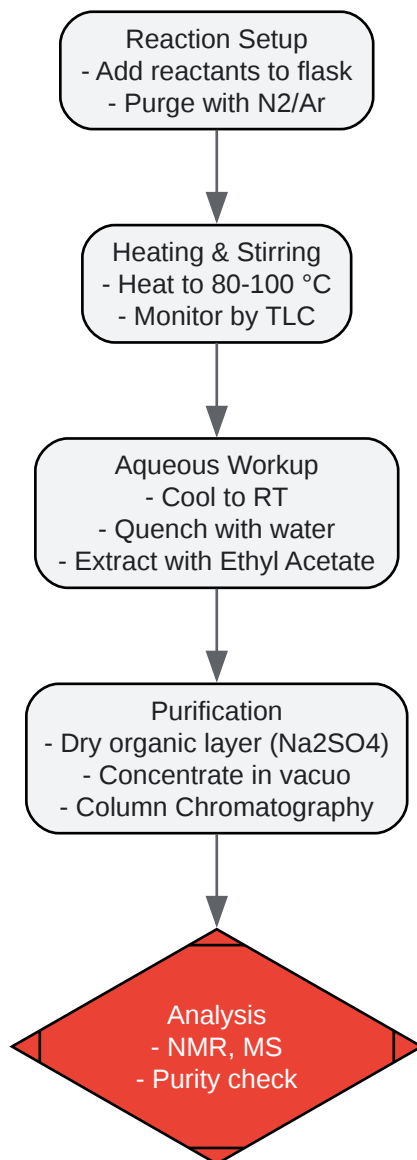 Reaction Setup
- Add reactants to flask
- Purge with N2/Ar
Heating & Stirring
- Heat to 80-100 °C
- Monitor by TLC
Aqueous Workup
- Cool to RT
- Quench with water
- Extract with Ethyl Acetate
Purification
- Dry organic layer (Na2SO4)
- Concentrate in vacuo
- Column Chromatography
Analysis
- NMR, MS
- Purity check